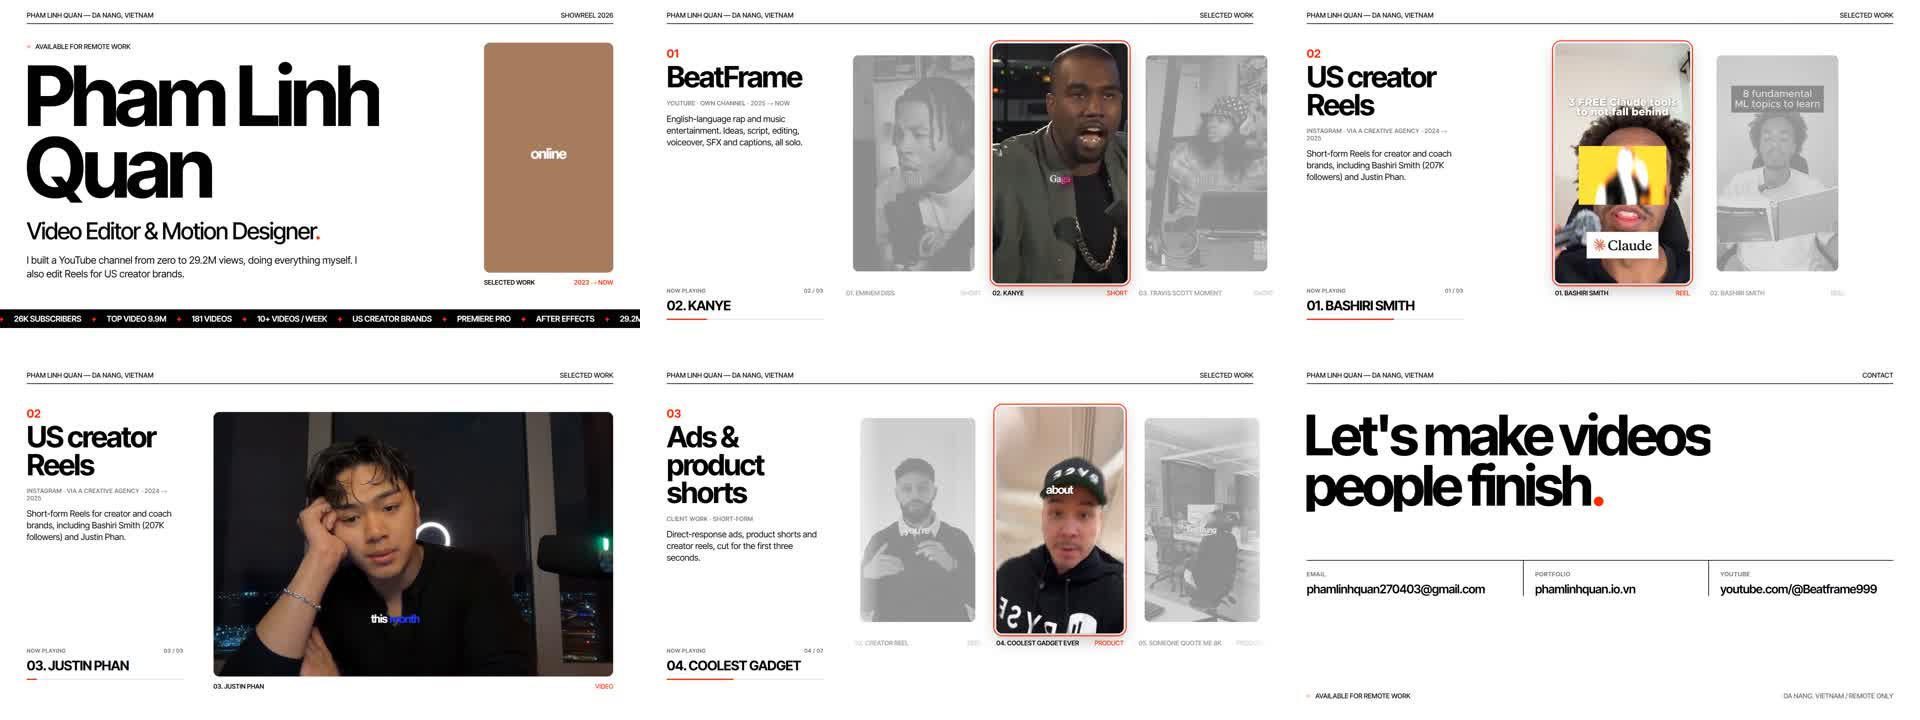 PHAM LINH QUAN — DA NANG, VIETNAM
SHOWREEL 2026
AVAILABLE FOR REMOTE WORK
Pham Linh
Quan
Video Editor & Motion Designer.
I built a YouTube channel from zero to 29.2M views, doing everything myself. I
also edit Reels for US creator brands.
online
SELECTED WORK
2023 → NOW
26K SUBSCRIBERS + TOP VIDEO 9.9M + 181 VIDEOS + 10+ VIDEOS / WEEK + US CREATOR BRANDS + PREMIERE PRO + AFTER EFFECTS + 29.2M
PHAM LINH QUAN — DA NANG, VIETNAM
SELECTED WORK
01
BeatFrame
YOUTUBE · OWN CHANNEL · 2025 → NOW
English-language rap and music
entertainment. Ideas, script, editing,
voiceover, SFX and captions, all solo.
Gaga
01. EMINEM DISS
SHORT
02. KANYE
SHORT
03. TRAVIS SCOTT MOMENT
SHORT
NOW PLAYING
02 / 03
02. KANYE
PHAM LINH QUAN — DA NANG, VIETNAM
SELECTED WORK
02
US creator
Reels
INSTAGRAM · VIA A CREATIVE AGENCY · 2024 →
2025
Short-form Reels for creator and coach
brands, including Bashiri Smith (207K
followers) and Justin Phan.
3 FREE Claude tools
to not fall behind
Claude
8 fundamental
ML topics to learn
01. BASHIRI SMITH
REEL
02. BASHIRI SMITH
REEL
NOW PLAYING
01 / 03
01. BASHIRI SMITH
PHAM LINH QUAN — DA NANG, VIETNAM
SELECTED WORK
02
US creator
Reels
INSTAGRAM · VIA A CREATIVE AGENCY · 2024 →
2025
Short-form Reels for creator and coach
brands, including Bashiri Smith (207K
followers) and Justin Phan.
this month
NOW PLAYING
03 / 03
03. JUSTIN PHAN
03. JUSTIN PHAN
VIDEO
PHAM LINH QUAN — DA NANG, VIETNAM
SELECTED WORK
03
Ads &
product
shorts
CLIENT WORK · SHORT-FORM
Direct-response ads, product shorts and
creator reels, cut for the first three
seconds.
you're
about
CREATOR REEL
04. COOLEST GADGET EVER
PRODUCT
05. SOMEONE QUOTE ME 8K
NOW PLAYING
04 / 07
04. COOLEST GADGET
PHAM LINH QUAN — DA NANG, VIETNAM
CONTACT
Let's make videos
people finish.
EMAIL
phamlinhquan270403@gmail.com
PORTFOLIO
phamlinhquan.io.vn
YOUTUBE
youtube.com/@Beatframe999
AVAILABLE FOR REMOTE WORK
DA NANG, VIETNAM / REMOTE ONLY